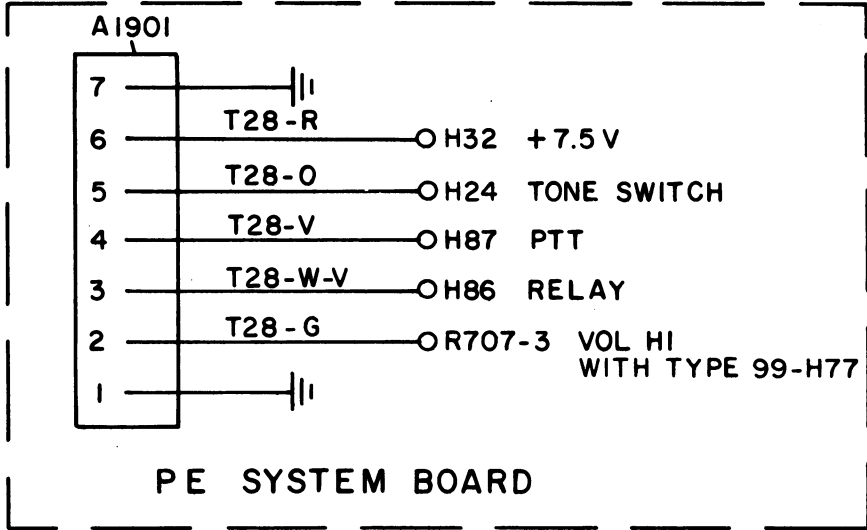 A1901
7
6 T28-R H32 +7.5V
5 T28-O H24 TONE SWITCH
4 T28-V H87 PTT
3 T28-W-V H86 RELAY
2 T28-G R707-3 VOL HI
WITH TYPE 99-H77
1
PE SYSTEM BOARD